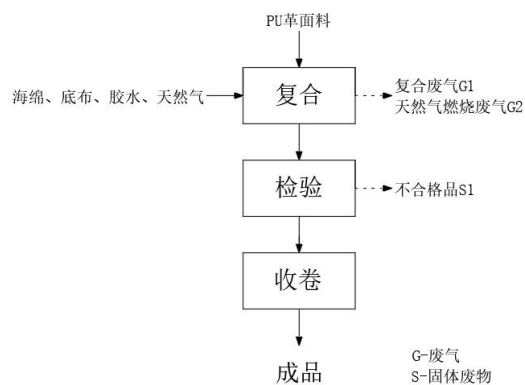 PU革面料
海绵、底布、胶水、天然气
复合
复合废气G1
天然气燃烧废气G2
检验
不合格品S1
收卷
成品
G-废气
S-固体废物